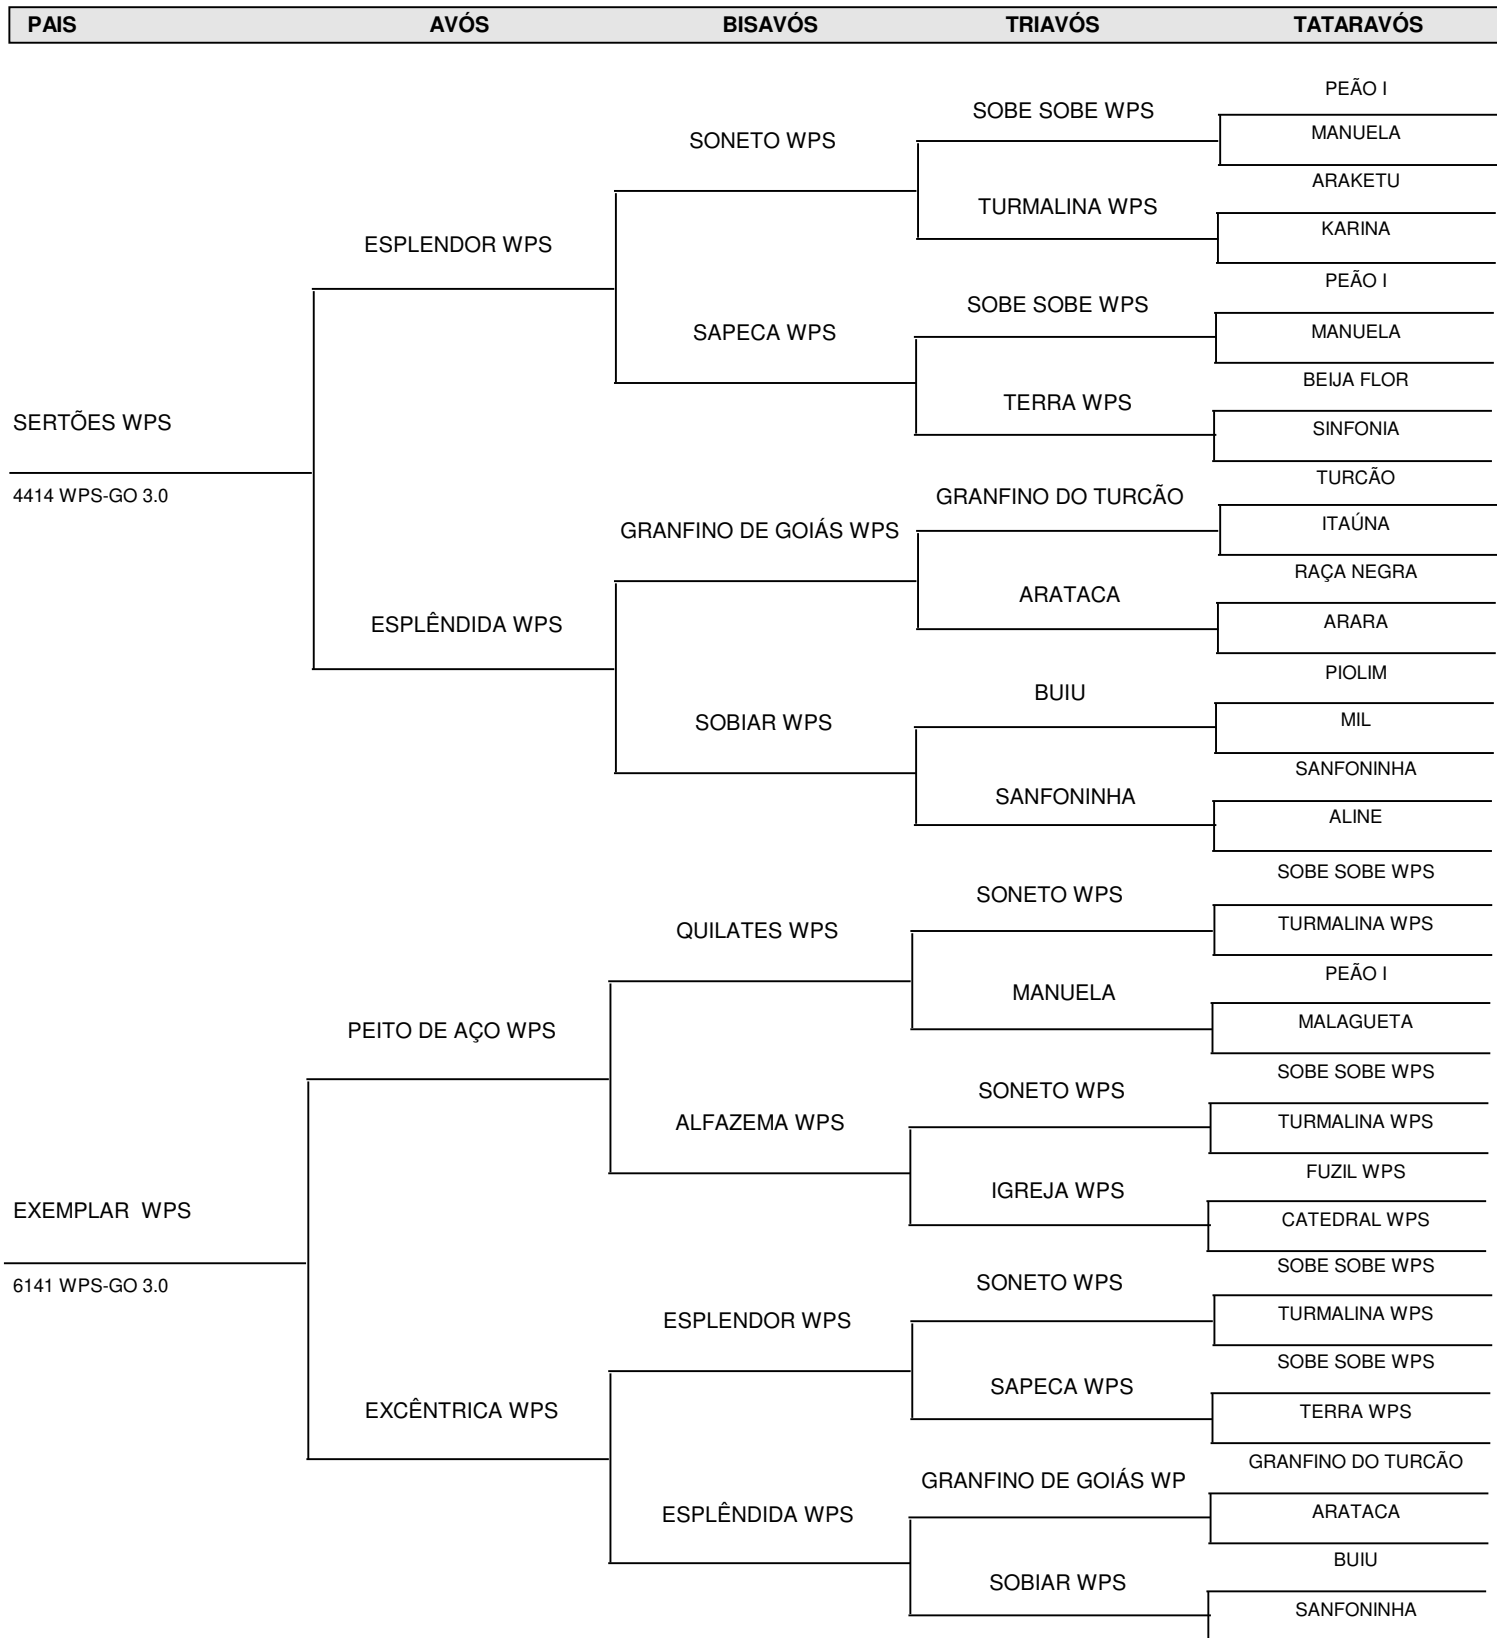 PAIS AVÓS BISAVÓS TRIAVÓS TATARAVÓS
PEÃO I
SOBE SOBE WPS
MANUELA
SONETO WPS
ARAKETU
TURMALINA WPS
KARINA
ESPLENDOR WPS
PEÃO I
SOBE SOBE WPS
MANUELA
SAPECA WPS
BEIJA FLOR
TERRA WPS
SINFONIA
SERTÕES WPS
4414 WPS-GO 3.0
TURCÃO
GRANFINO DO TURCÃO
ITAÚNA
GRANFINO DE GOIÁS WPS
RAÇA NEGRA
ARATACA
ARARA
ESPLÊNDIDA WPS
PIOLIM
BUIU
MIL
SOBIAR WPS
SANFONINHA
SANFONINHA
ALINE
SOBE SOBE WPS
SONETO WPS
TURMALINA WPS
QUILATES WPS
PEÃO I
MANUELA
MALAGUETA
PEITO DE AÇO WPS
SOBE SOBE WPS
SONETO WPS
TURMALINA WPS
ALFAZEMA WPS
FUZIL WPS
IGREJA WPS
CATEDRAL WPS
EXEMPLAR  WPS
6141 WPS-GO 3.0
SOBE SOBE WPS
SONETO WPS
TURMALINA WPS
ESPLENDOR WPS
SOBE SOBE WPS
SAPECA WPS
TERRA WPS
EXCÊNTRICA WPS
GRANFINO DO TURCÃO
GRANFINO DE GOIÁS WP
ARATACA
ESPLÊNDIDA WPS
BUIU
SOBIAR WPS
SANFONINHA